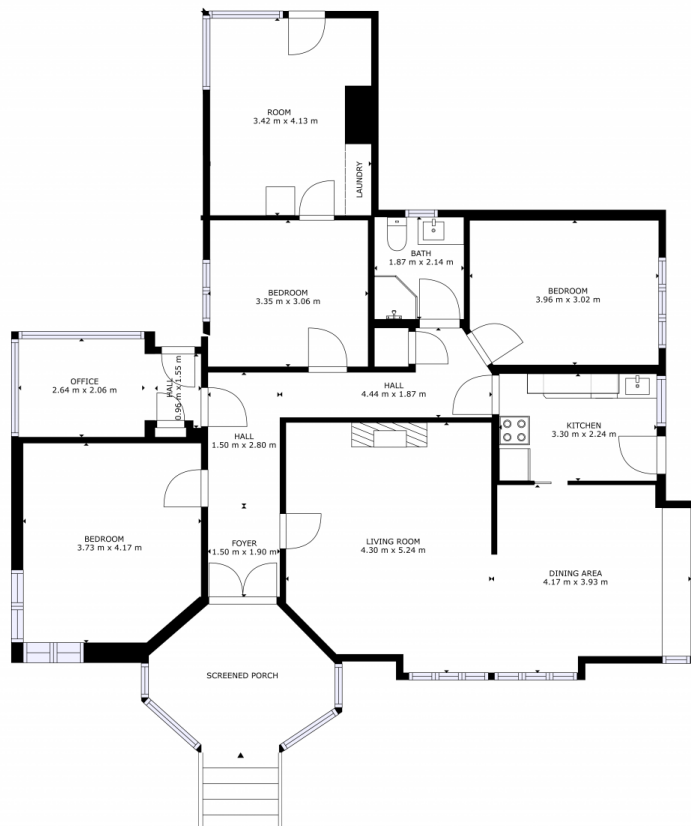 ROOM
3.42 m x 4.13 m
LAUNDRY
BATH
1.87 m x 2.14 m
BEDROOM
3.35 m x 3.06 m
BEDROOM
3.96 m x 3.02 m
OFFICE
2.64 m x 2.06 m
HALL
0.96 m x 1.55 m
HALL
4.44 m x 1.87 m
HALL
1.50 m x 2.80 m
KITCHEN
3.30 m x 2.24 m
BEDROOM
3.73 m x 4.17 m
FOYER
1.50 m x 1.90 m
LIVING ROOM
4.30 m x 5.24 m
DINING AREA
4.17 m x 3.93 m
SCREENED PORCH